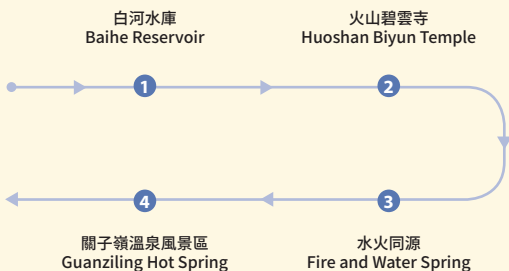 白河水庫
Baihe Reservoir
火山碧雲寺
Huoshan Biyun Temple
1
2
3
4
水火同源
Fire and Water Spring
關子嶺溫泉風景區
Guanziling Hot Spring